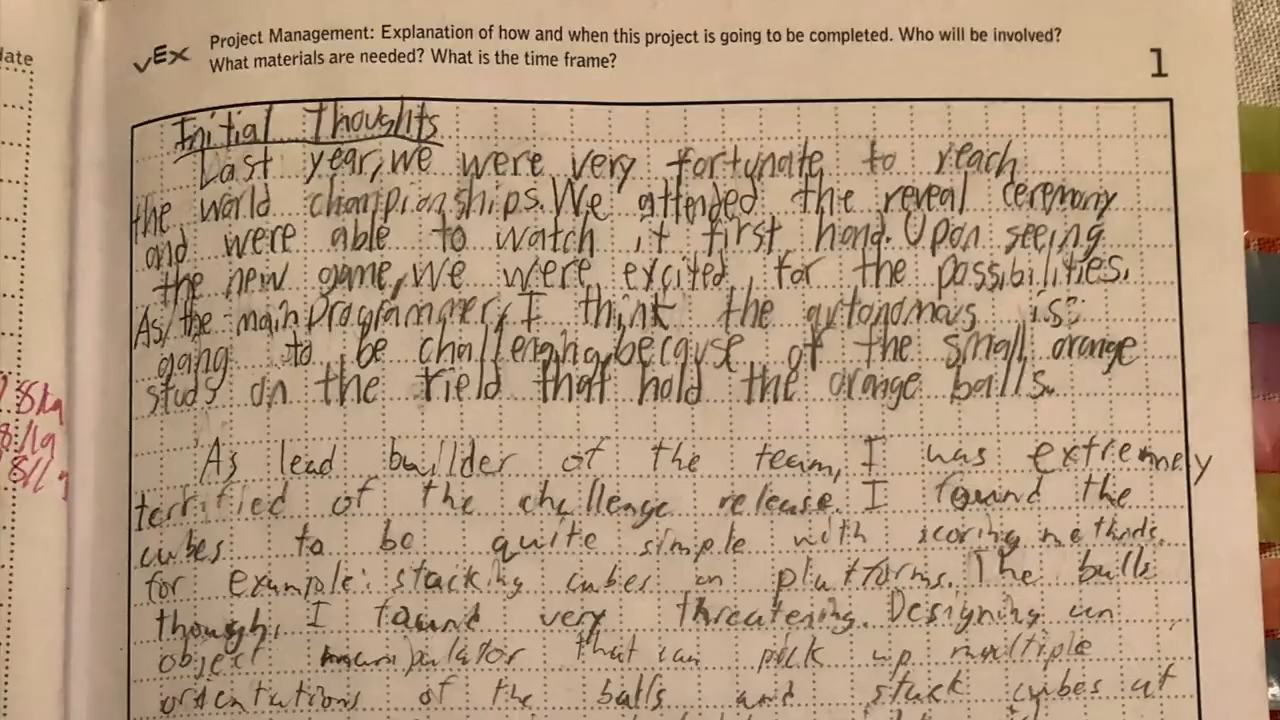 late
VEX
Project Management: Explanation of how and when this project is going to be completed. Who will be involved?
What materials are needed? What is the time frame?
1
Initial Thoughts
Last year, we were very fortunate to reach
the world championships. We attended the reveal ceremony
and were able to watch it first hand. Upon seeing
the new game, we were excited for the possibilities.
As the main programmer, I think the autonomous is
going to be challenging because of the small orange
studs on the field that hold the orange balls.
As lead builder of the team, I was extremely
terrified of the challenge release. I found the
cubes to be quite simple with scoring methods,
for example: stacking cubes on platforms. The balls
though, I found very threatening. Designing an
object manipulator that can pick up multiple
orientations of the balls and stack cubes at